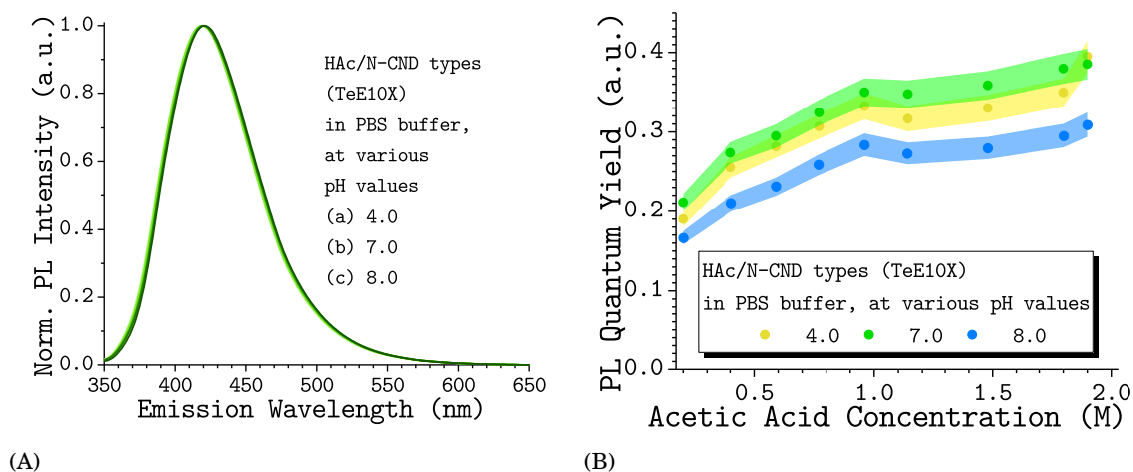 Norm. PL Intensity (a.u.)
1.0
0.8
0.6
0.4
0.2
0.0
350 400 450 500 550 600 650
Emission Wavelength (nm)
HAc/N-CND types
(TeE10X)
in PBS buffer,
at various
pH values
(a) 4.0
(b) 7.0
(c) 8.0
(A)
PL Quantum Yield (a.u.)
0.4
0.3
0.2
0.1
0.0
0.5 1.0 1.5 2.0
Acetic Acid Concentration (M)
HAc/N-CND types (TeE10X)
in PBS buffer, at various pH values
4.0 7.0 8.0
(B)